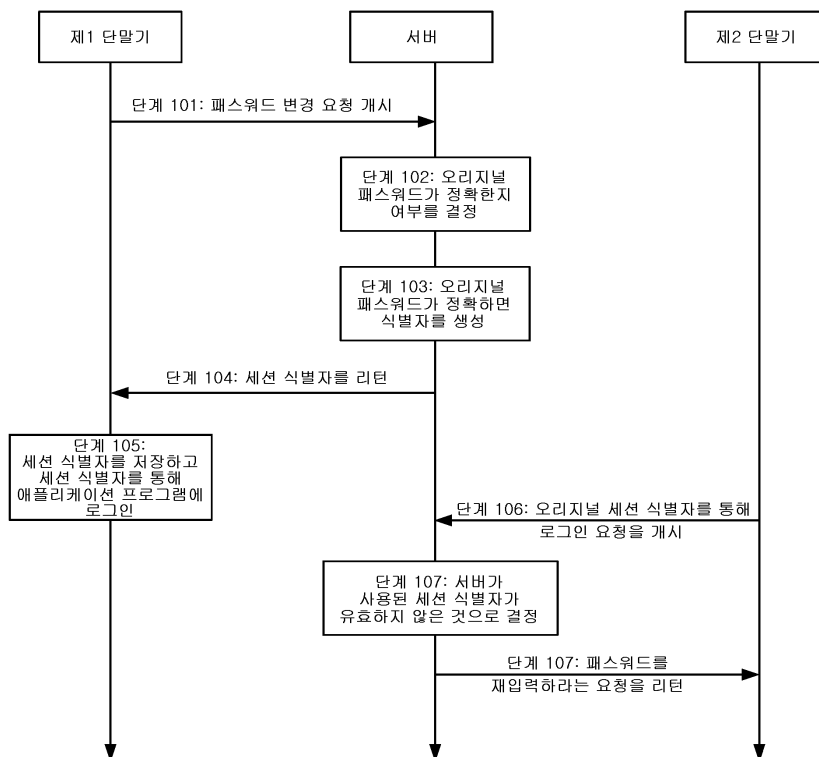 제1 단말기
서버
제2 단말기
단계 101: 패스워드 변경 요청 개시
단계 102: 오리지널
패스워드가 정확한지
여부를 결정
단계 103: 오리지널
패스워드가 정확하면
식별자를 생성
단계 104: 세션 식별자를 리턴
단계 105:
세션 식별자를 저장하고
세션 식별자를 통해
애플리케이션 프로그램에
로그인
단계 106: 오리지널 세션 식별자를 통해
로그인 요청을 개시
단계 107: 서버가
사용된 세션 식별자가
유효하지 않은 것으로 결정
단계 107: 패스워드를
재입력하라는 요청을 리턴